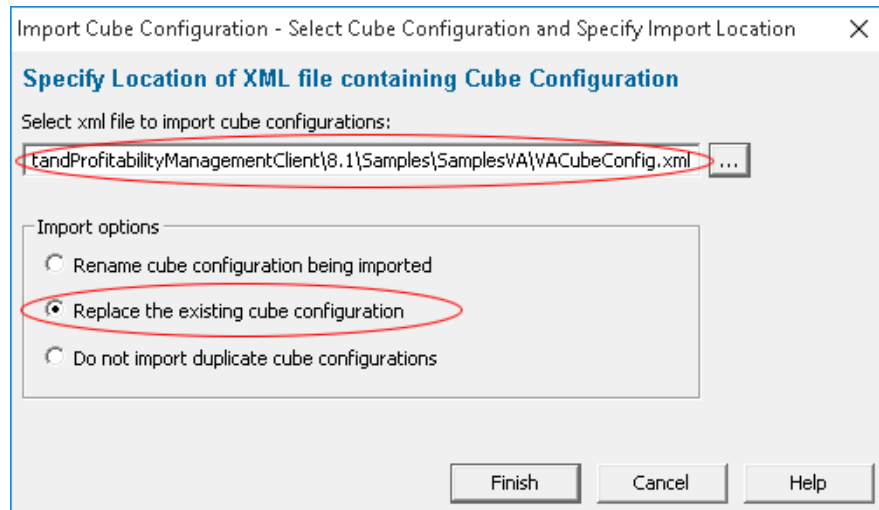 Import Cube Configuration - Select Cube Configuration and Specify Import Location
Specify Location of XML file containing Cube Configuration
Select xml file to import cube configurations:
tandProfitabilityManagementClient\8.1\Samples\SamplesVA\VACubeConfig.xml ...
Import options
Rename cube configuration being imported
Replace the existing cube configuration
Do not import duplicate cube configurations
Finish Cancel Help